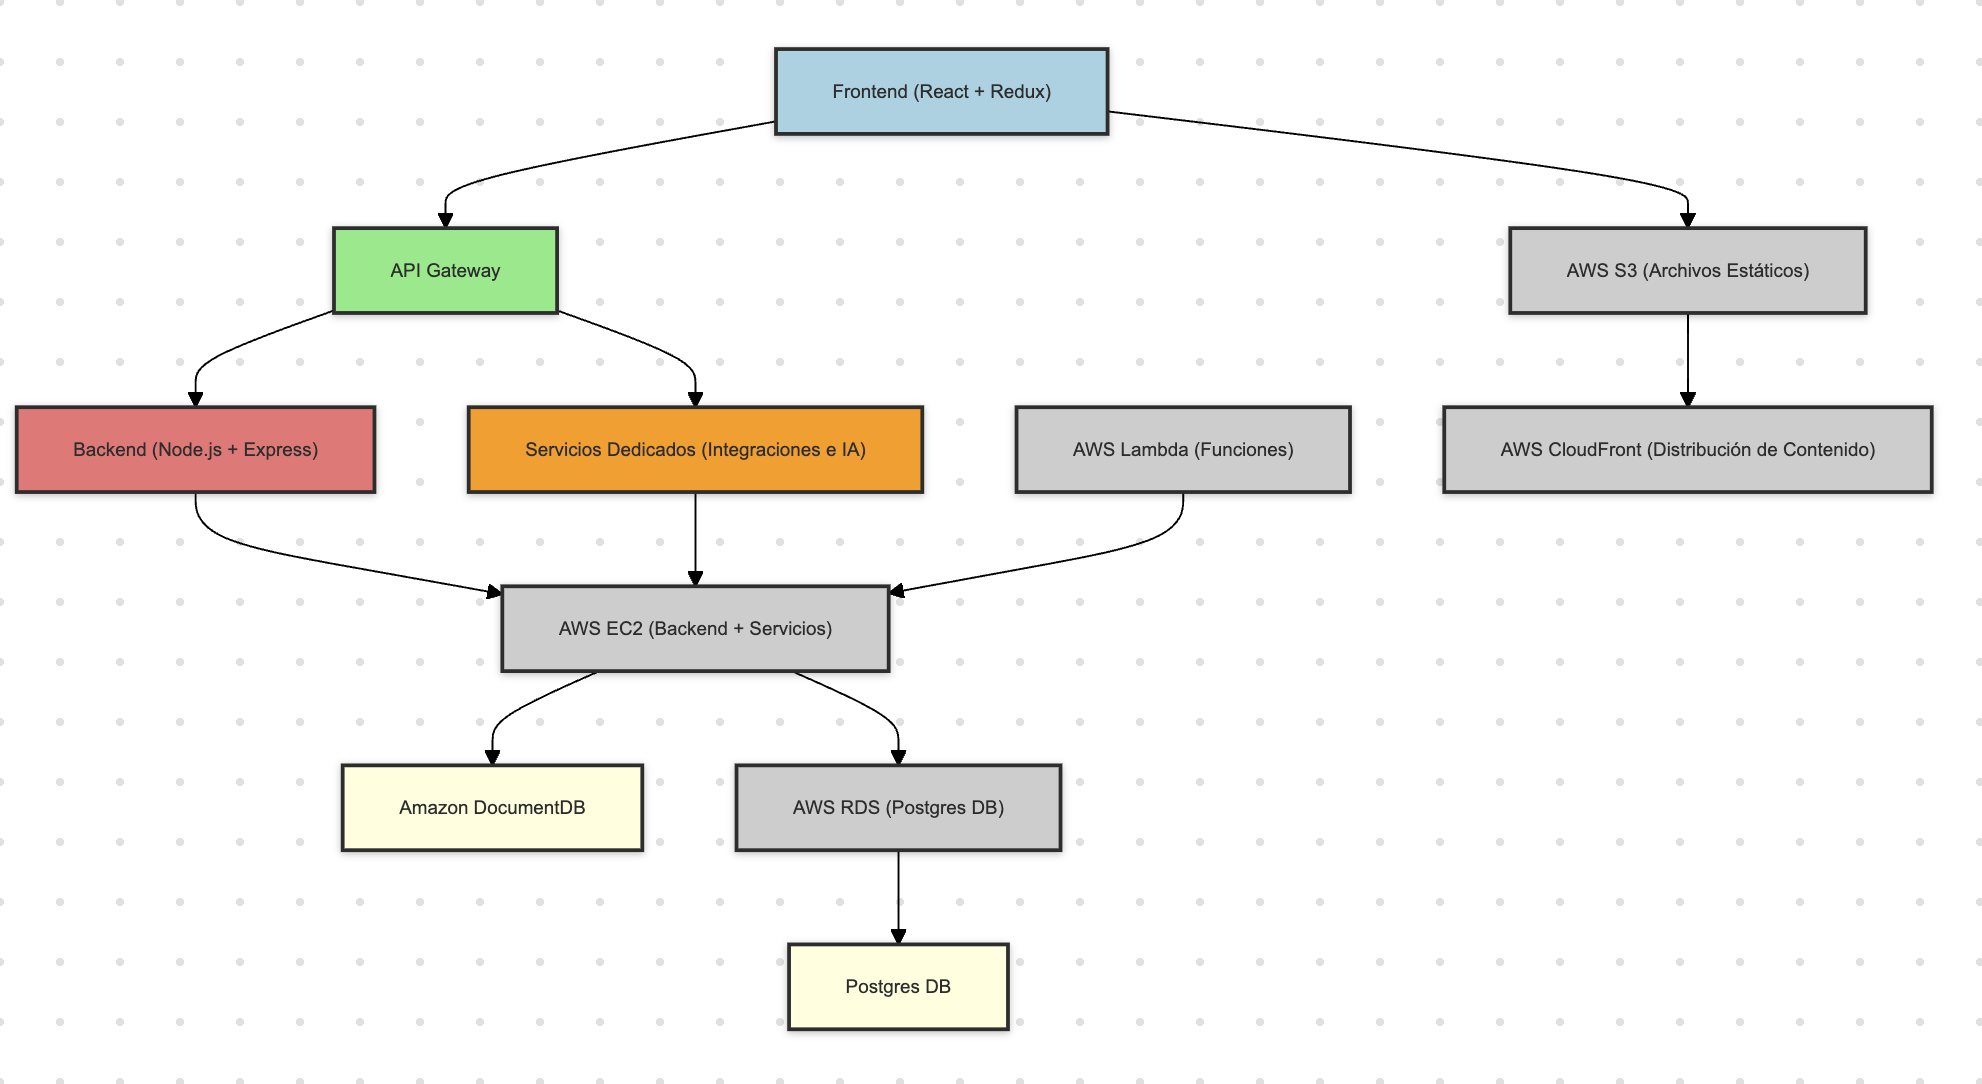 Frontend (React + Redux)
API Gateway
AWS S3 (Archivos Estáticos)
Backend (Node.js + Express)
Servicios Dedicados (Integraciones e IA)
AWS Lambda (Funciones)
AWS CloudFront (Distribución de Contenido)
AWS EC2 (Backend + Servicios)
Amazon DocumentDB
AWS RDS (Postgres DB)
Postgres DB